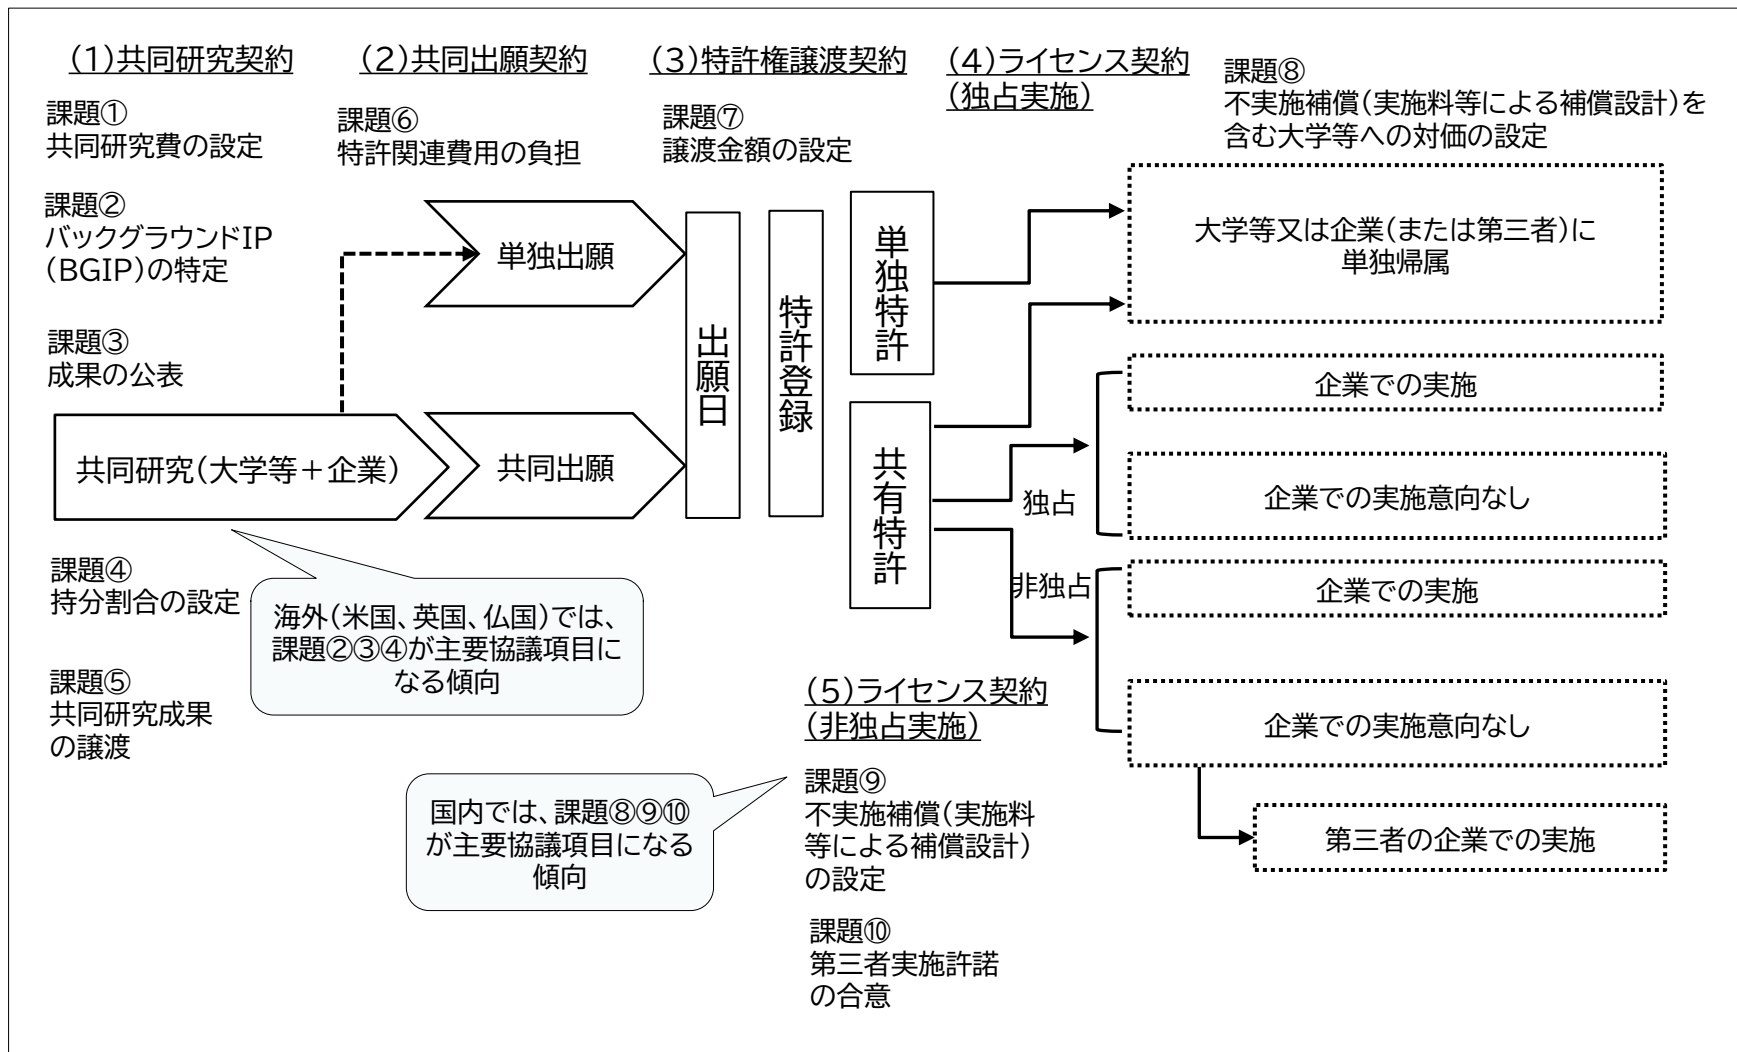 (1)共同研究契約
(2)共同出願契約
(3)特許権譲渡契約
(4)ライセンス契約
(独占実施)
課題⑧
不実施補償(実施料等による補償設計)を
含む大学等への対価の設定
課題①
共同研究費の設定
課題⑥
特許関連費用の負担
課題⑦
譲渡金額の設定
課題②
バックグラウンドIP
(BGIP)の特定
課題③
成果の公表
単独出願
共同研究(大学等+企業)
共同出願
出願日
特許登録
単独特許
共有特許
大学等又は企業(または第三者)に
単独帰属
独占
企業での実施
企業での実施意向なし
非独占
企業での実施
企業での実施意向なし
第三者の企業での実施
課題④
持分割合の設定
海外(米国、英国、仏国)では、
課題②③④が主要協議項目に
なる傾向
課題⑤
共同研究成果
の譲渡
(5)ライセンス契約
(非独占実施)
国内では、課題⑧⑨⑩
が主要協議項目になる
傾向
課題⑨
不実施補償(実施料
等による補償設計)
の設定
課題⑩
第三者実施許諾
の合意